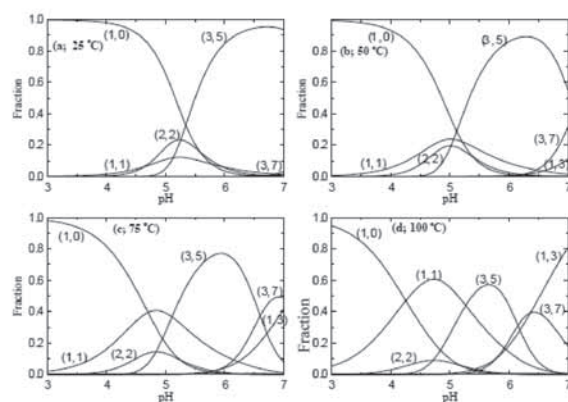 1.0
0.8
0.6
0.4
0.2
0.0
Fraction
(a; 25 °C)
(1,0)
(3,5)
(2,2)
(1,1)
(3,7)
3 4 5 6 7
pH
1.0
0.8
0.6
0.4
0.2
0.0
Fraction
(b; 50 °C)
(1,0)
(3,5)
(1,1)
(2,2)
(3,7)
(1,3)
3 4 5 6 7
pH
1.0
0.8
0.6
0.4
0.2
0.0
Fraction
(c; 75 °C)
(1,0)
(3,5)
(3,7)
(1,3)
(1,1)
(2,2)
3 4 5 6 7
pH
1.0
0.8
0.6
0.4
0.2
0.0
Fraction
(d; 100 °C)
(1,0)
(1,1)
(3,5)
(1,3)
(3,7)
(2,2)
3 4 5 6 7
pH